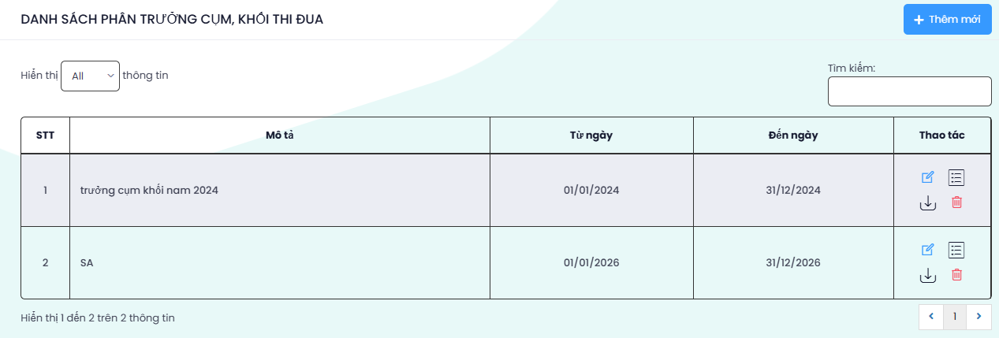 DANH SÁCH PHÂN TRƯỞNG CỤM, KHỐI THI ĐUA
Thêm mới
Hiển thị All thông tin
Tìm kiếm:
STT Mô tả Từ ngày Đến ngày Thao tác
1 trưởng cụm khối nam 2024 01/01/2024 31/12/2024
2 SA 01/01/2026 31/12/2026
Hiển thị 1 đến 2 trên 2 thông tin
1